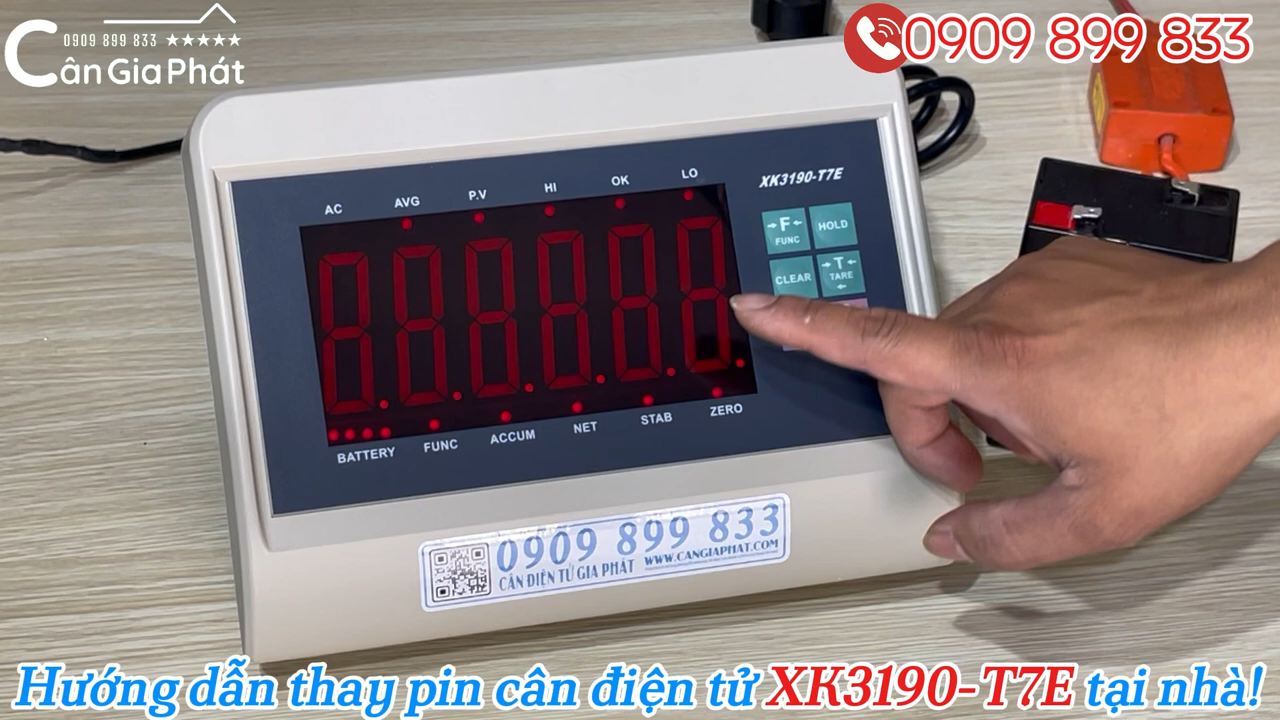 0909 899 833 ★★★★★
Cân Gia Phát
0909 899 833
XK3190-T7E
AC AVG P.V HI OK LO
→F← FUNC
HOLD
CLEAR
→T← TARE
BATTERY FUNC ACCUM NET STAB ZERO
0909 899 833
CÂN ĐIỆN TỬ GIA PHÁT WWW.CANGIAPHAT.COM
Hướng dẫn thay pin cân điện tử XK3190-T7E tại nhà!